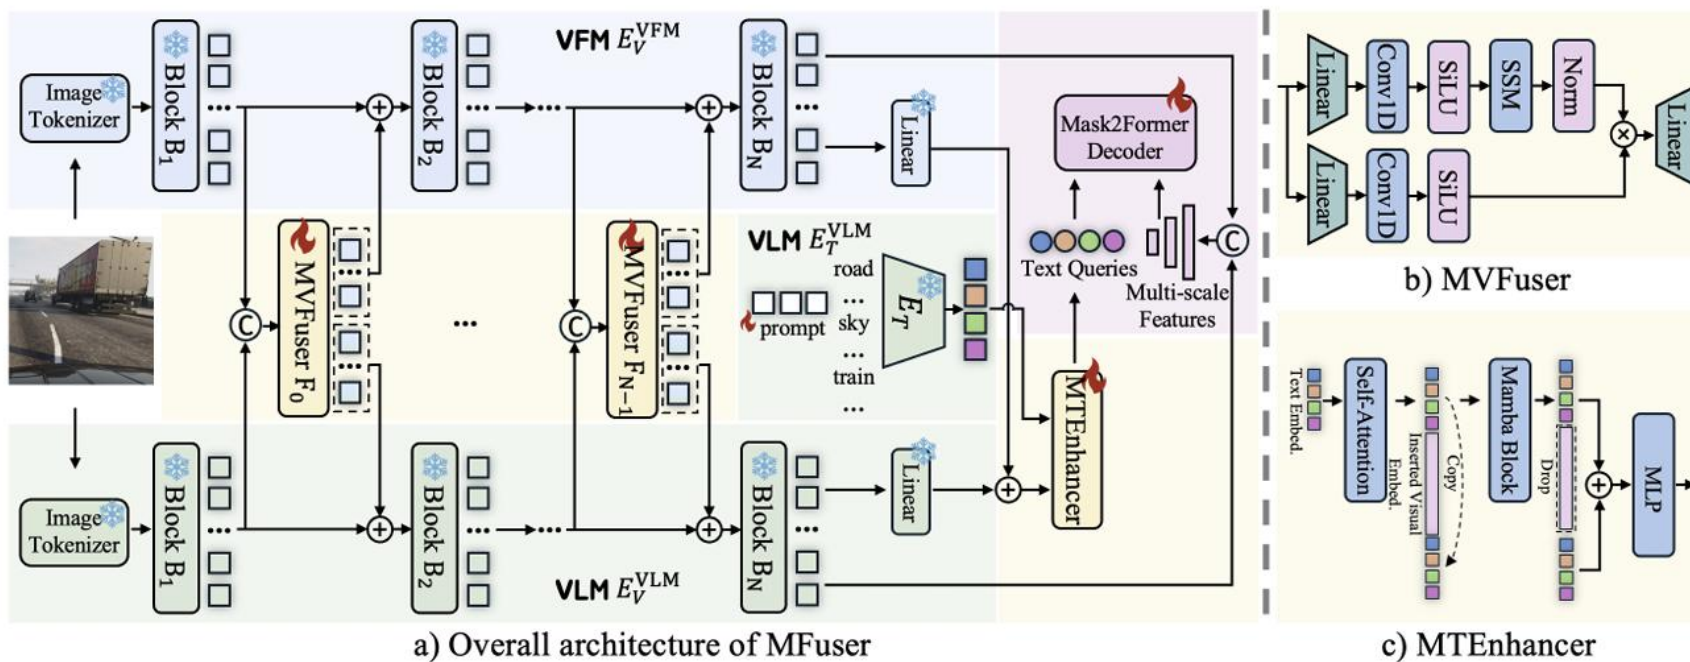 VFM E_V^VFM
Image
Tokenizer
Block B₁
...
Block B₂
...
...
Block B_N
...
Linear
Mask2Former
Decoder
MVFuser F₀
...
...
...
MVFuser F_N−1
...
...
VLM E_T^VLM
road
...
sky
...
train
...
prompt
E_T
Text Queries
Multi-scale
Features
C
C
C
MTEnhancer
Image
Tokenizer
Block B₁
...
Block B₂
...
...
Block B_N
...
Linear
VLM E_V^VLM
a) Overall architecture of MFuser
Linear
Conv1D
SiLU
SSM
Norm
Linear
Linear
Conv1D
SiLU
b) MVFuser
Text Embed.
Self-Attention
Inserted Visual
Embed.
Copy
Mamba Block
Drop
MLP
c) MTEnhancer